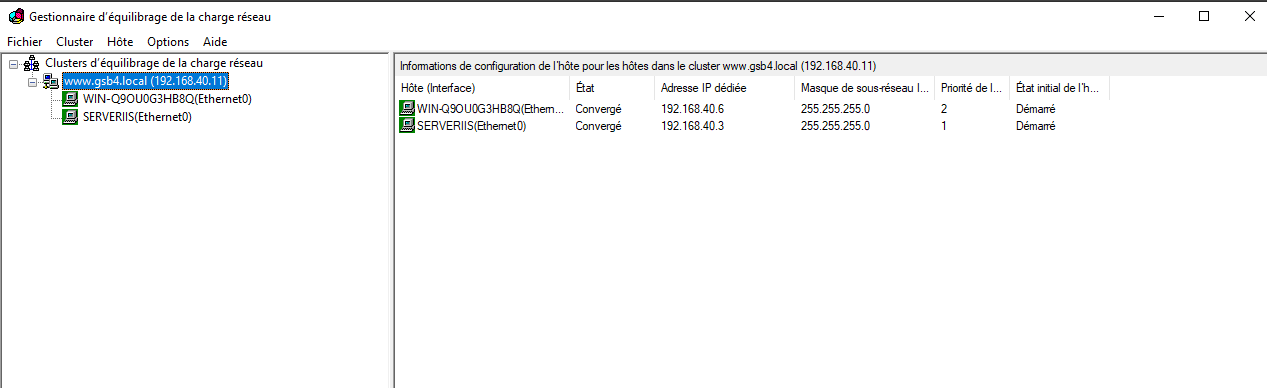 Gestionnaire d'équilibrage de la charge réseau
Fichier Cluster Hôte Options Aide
Clusters d'équilibrage de la charge réseau
www.gsb4.local (192.168.40.11)
WIN-Q9OU0G3HB8Q(Ethernet0)
SERVERIIS(Ethernet0)
Informations de configuration de l'hôte pour les hôtes dans le cluster www.gsb4.local (192.168.40.11)
Hôte (Interface) État Adresse IP dédiée Masque de sous-réseau l... Priorité de l... État initial de l'h...
WIN-Q9OU0G3HB8Q(Ethern... Convergé 192.168.40.6 255.255.255.0 2 Démarré
SERVERIIS(Ethernet0) Convergé 192.168.40.3 255.255.255.0 1 Démarré